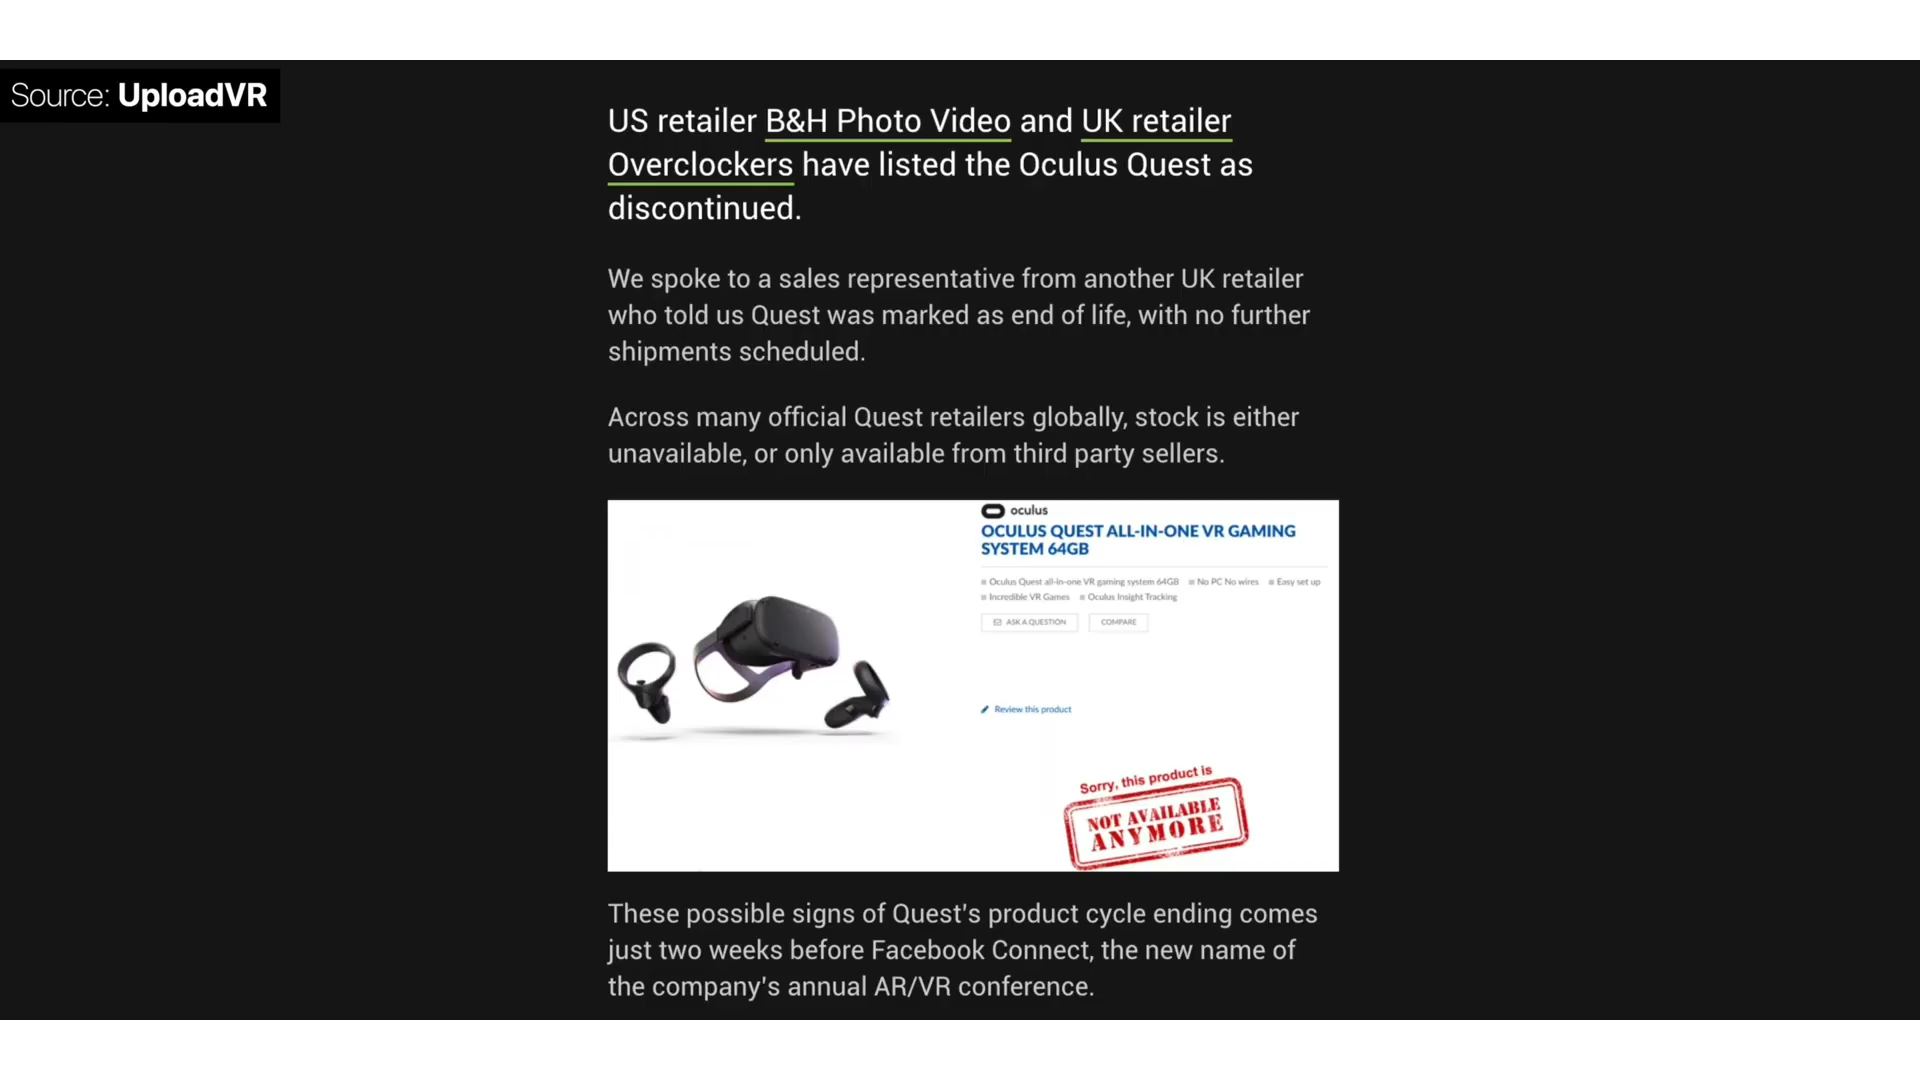 Source: UploadVR
US retailer B&H Photo Video and UK retailer
Overclockers have listed the Oculus Quest as
discontinued.
We spoke to a sales representative from another UK retailer
who told us Quest was marked as end of life, with no further
shipments scheduled.
Across many official Quest retailers globally, stock is either
unavailable, or only available from third party sellers.
oculus
OCULUS QUEST ALL-IN-ONE VR GAMING
SYSTEM 64GB
Oculus Quest all-in-one VR gaming system 64GB No PC No wires Easy set up
Incredible VR Games Oculus Insight Tracking
ASK A QUESTION COMPARE
Review this product
Sorry, this product is
NOT AVAILABLE
ANYMORE
These possible signs of Quest's product cycle ending comes
just two weeks before Facebook Connect, the new name of
the company's annual AR/VR conference.